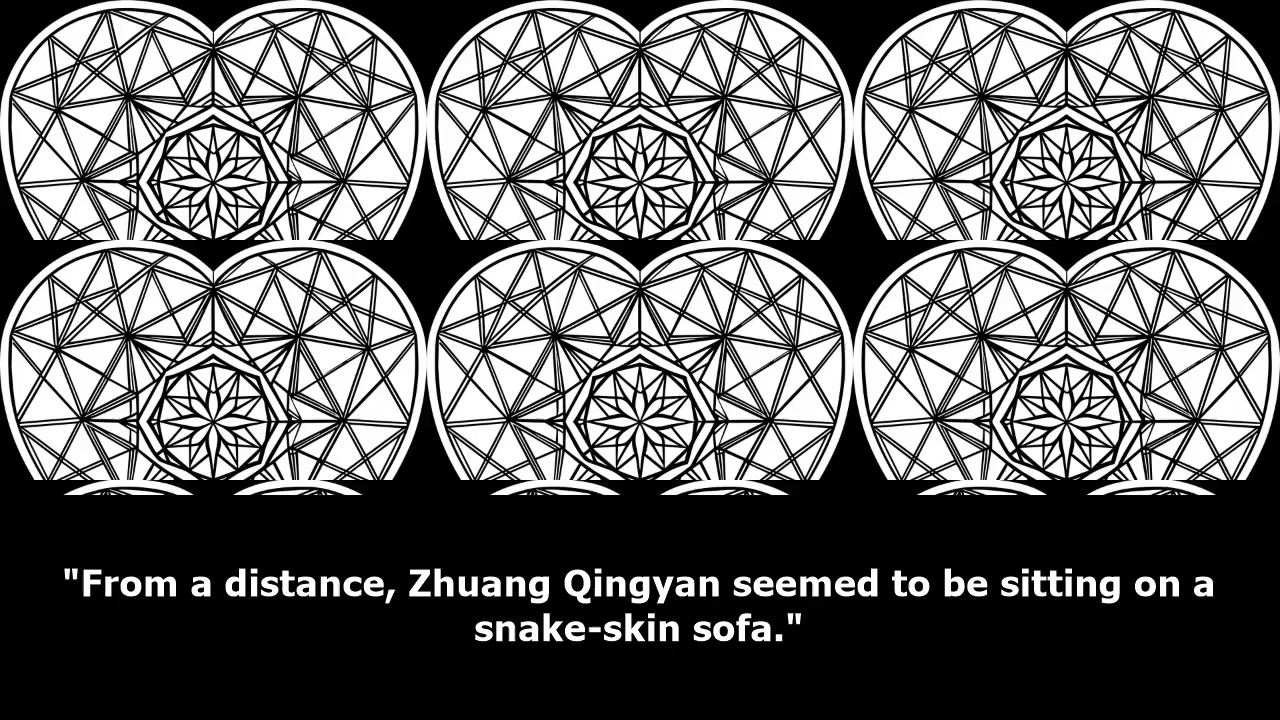 "From a distance, Zhuang Qingyan seemed to be sitting on a
snake-skin sofa."